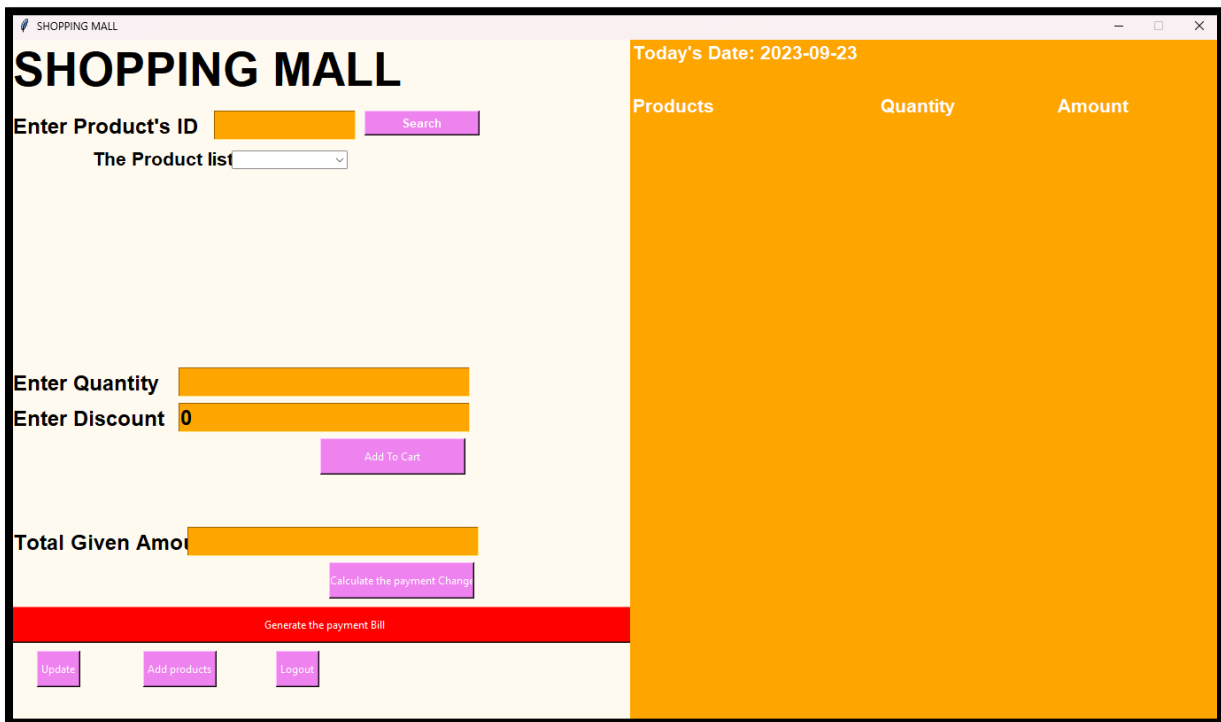 SHOPPING MALL
SHOPPING MALL
Enter Product's ID
Search
The Product list
Enter Quantity
Enter Discount 0
Add To Cart
Total Given Amou
Calculate the payment Change
Generate the payment Bill
Update Add products Logout
Today's Date: 2023-09-23
Products Quantity Amount